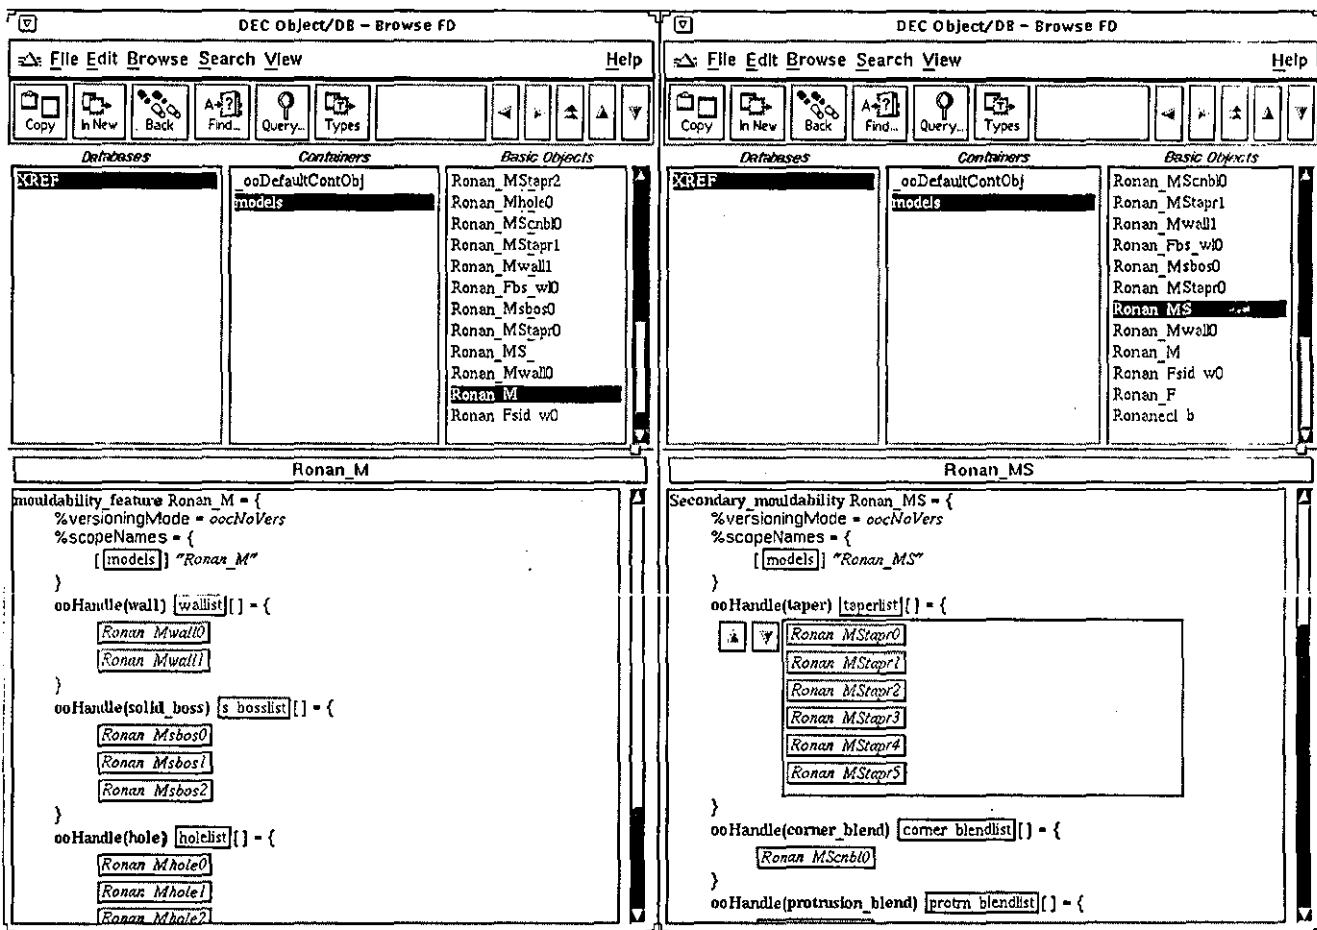 DEC Object/DB - Browse FD
File Edit Browse Search View Help
Copy In New Back Find... Query... Types
Databases Containers Basic Objects
XREF
_ooDefaultContObj
models
Ronan_MStapr2
Ronan_Mhole0
Ronan_MScnbl0
Ronan_MStapr1
Ronan_Mwall1
Ronan_Fbs_wl0
Ronan_Msbos0
Ronan_MStapr0
Ronan_MS_
Ronan_Mwall0
Ronan_M
Ronan_Fsid_w0
Ronan_M
mouldability_feature Ronan_M = {
%versioningMode = oocNoVers
%scopeNames = {
[ models ] "Ronan_M"
}
ooHandle(wall) wallist [ ] = {
Ronan_Mwall0
Ronan_Mwall1
}
ooHandle(solid_boss) s_bosslist [ ] = {
Ronan_Msbos0
Ronan_Msbos1
Ronan_Msbos2
}
ooHandle(hole) holelist [ ] = {
Ronan_Mhole0
Ronan_Mhole1
Ronan_Mhole2
DEC Object/DB - Browse FD
File Edit Browse Search View Help
Copy In New Back Find... Query... Types
Databases Containers Basic Objects
XREF
_ooDefaultContObj
models
Ronan_MScnbl0
Ronan_MStapr1
Ronan_Mwall1
Ronan_Fbs_wl0
Ronan_Msbos0
Ronan_MStapr0
Ronan_MS
Ronan_Mwall0
Ronan_M
Ronan_Fsid_w0
Ronan_F
Ronanecl_b
Ronan_MS
Secondary_mouldability Ronan_MS = {
%versioningMode = oocNoVers
%scopeNames = {
[ models ] "Ronan_MS"
}
ooHandle(taper) taperlist [ ] = {
Ronan_MStapr0
Ronan_MStapr1
Ronan_MStapr2
Ronan_MStapr3
Ronan_MStapr4
Ronan_MStapr5
}
ooHandle(corner_blend) corner_blendlist [ ] = {
Ronan_MScnbl0
}
ooHandle(protrusion_blend) protrn_blendlist [ ] = {